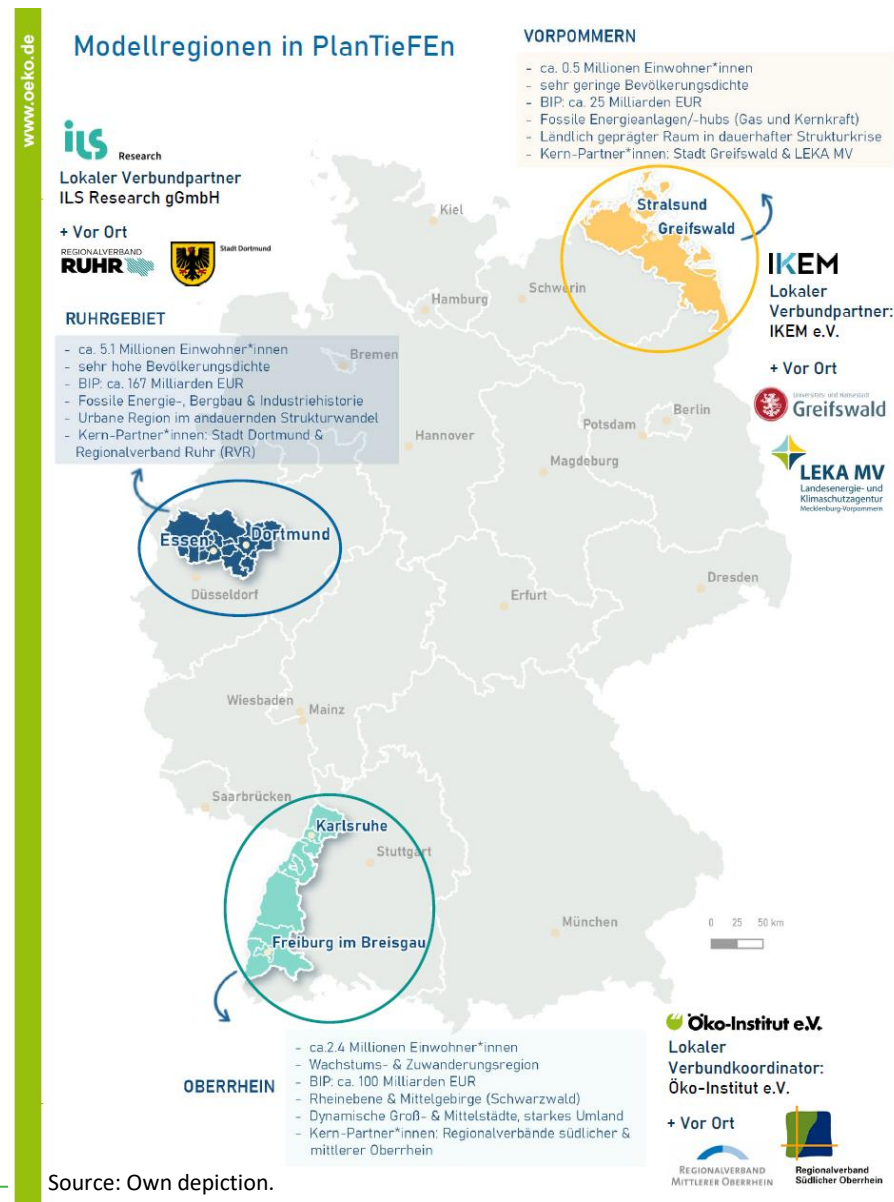 www.oeko.de
Modellregionen in PlanTieFEn
VORPOMMERN
- ca. 0.5 Millionen Einwohner*innen
- sehr geringe Bevölkerungsdichte
- BIP: ca. 25 Milliarden EUR
- Fossile Energieanlagen/-hubs (Gas und Kernkraft)
- Ländlich geprägter Raum in dauerhafter Strukturkrise
- Kern-Partner*innen: Stadt Greifswald & LEKA MV
ils Research
Lokaler Verbundpartner
ILS Research gGmbH
+ Vor Ort
REGIONALVERBAND
RUHR
Stadt Dortmund
RUHRGEBIET
- ca. 5.1 Millionen Einwohner*innen
- sehr hohe Bevölkerungsdichte
- BIP: ca. 167 Milliarden EUR
- Fossile Energie-, Bergbau & Industriehistorie
- Urbane Region im andauernden Strukturwandel
- Kern-Partner*innen: Stadt Dortmund &
Regionalverband Ruhr (RVR)
Kiel
Stralsund
Greifswald
Schwerin
Hamburg
Bremen
Hannover
Berlin
Potsdam
Magdeburg
IKEM
Lokaler
Verbundpartner:
IKEM e.V.
+ Vor Ort
Universitäts- und Hansestadt
Greifswald
LEKA MV
Landesenergie- und
Klimaschutzagentur
Mecklenburg-Vorpommern
Essen
Dortmund
Düsseldorf
Erfurt
Dresden
Wiesbaden
Mainz
Saarbrücken
Karlsruhe
Stuttgart
Freiburg im Breisgau
München
0 25 50 km
OBERRHEIN
- ca.2.4 Millionen Einwohner*innen
- Wachstums- & Zuwanderungsregion
- BIP: ca. 100 Milliarden EUR
- Rheinebene & Mittelgebirge (Schwarzwald)
- Dynamische Groß- & Mittelstädte, starkes Umland
- Kern-Partner*innen: Regionalverbände südlicher &
mittlerer Oberrhein
Öko-Institut e.V.
Lokaler
Verbundkoordinator:
Öko-Institut e.V.
+ Vor Ort
REGIONALVERBAND
MITTLERER OBERRHEIN
Regionalverband
Südlicher Oberrhein
Source: Own depiction.